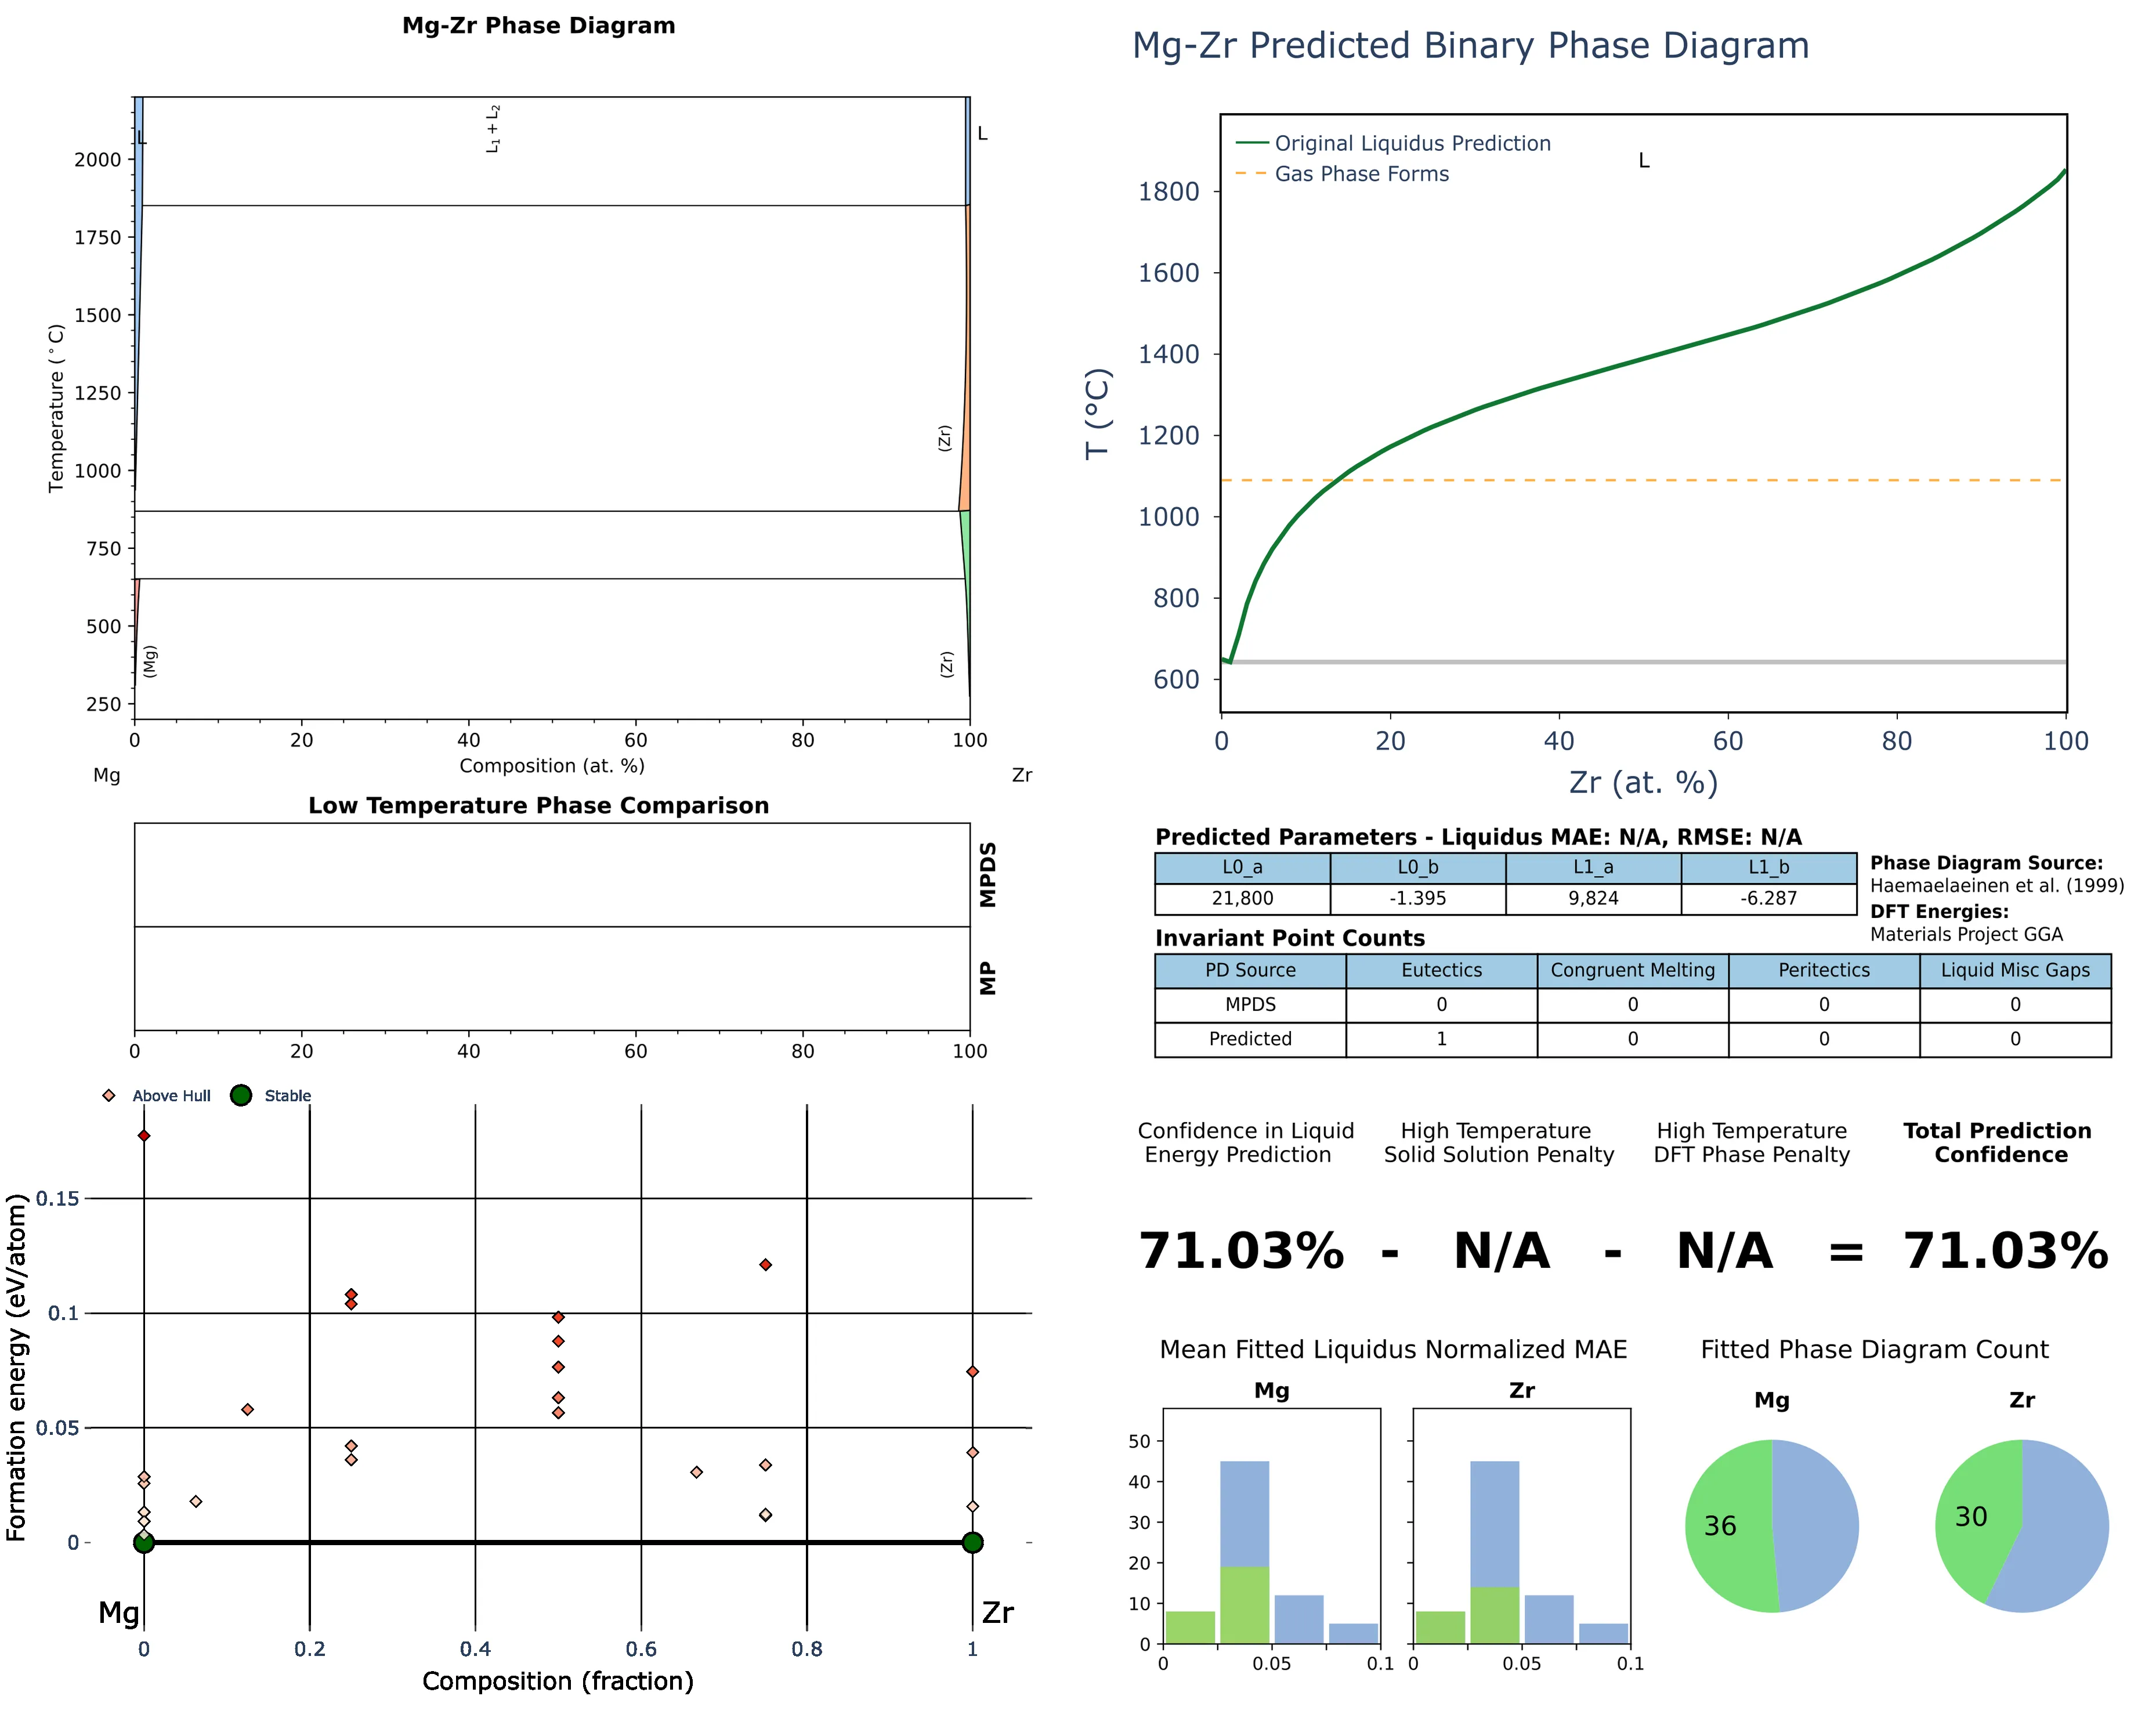 Mg-Zr Phase Diagram
L
L₁ + L₂
L
2000
1750
1500
1250
1000
750
500
250
Temperature (°C)
(Zr)
(Mg)
(Zr)
0 20 40 60 80 100
Composition (at. %)
Mg Zr
Low Temperature Phase Comparison
MPDS
MP
0 20 40 60 80 100
Above Hull Stable
0.15
0.1
0.05
0
Formation energy (eV/atom)
Mg Zr
0 0.2 0.4 0.6 0.8 1
Composition (fraction)
Mg-Zr Predicted Binary Phase Diagram
Original Liquidus Prediction
Gas Phase Forms
L
1800
1600
1400
1200
1000
800
600
T (°C)
0 20 40 60 80 100
Zr (at. %)
Predicted Parameters - Liquidus MAE: N/A, RMSE: N/A
L0_a L0_b L1_a L1_b
21,800 -1.395 9,824 -6.287
Phase Diagram Source:
Haemaelaeinen et al. (1999)
DFT Energies:
Materials Project GGA
Invariant Point Counts
PD Source Eutectics Congruent Melting Peritectics Liquid Misc Gaps
MPDS 0 0 0 0
Predicted 1 0 0 0
Confidence in Liquid
Energy Prediction
High Temperature
Solid Solution Penalty
High Temperature
DFT Phase Penalty
Total Prediction
Confidence
71.03% - N/A - N/A = 71.03%
Mean Fitted Liquidus Normalized MAE
Mg Zr
50
40
30
20
10
0
0 0.05 0.1 0 0.05 0.1
Fitted Phase Diagram Count
Mg Zr
36 30